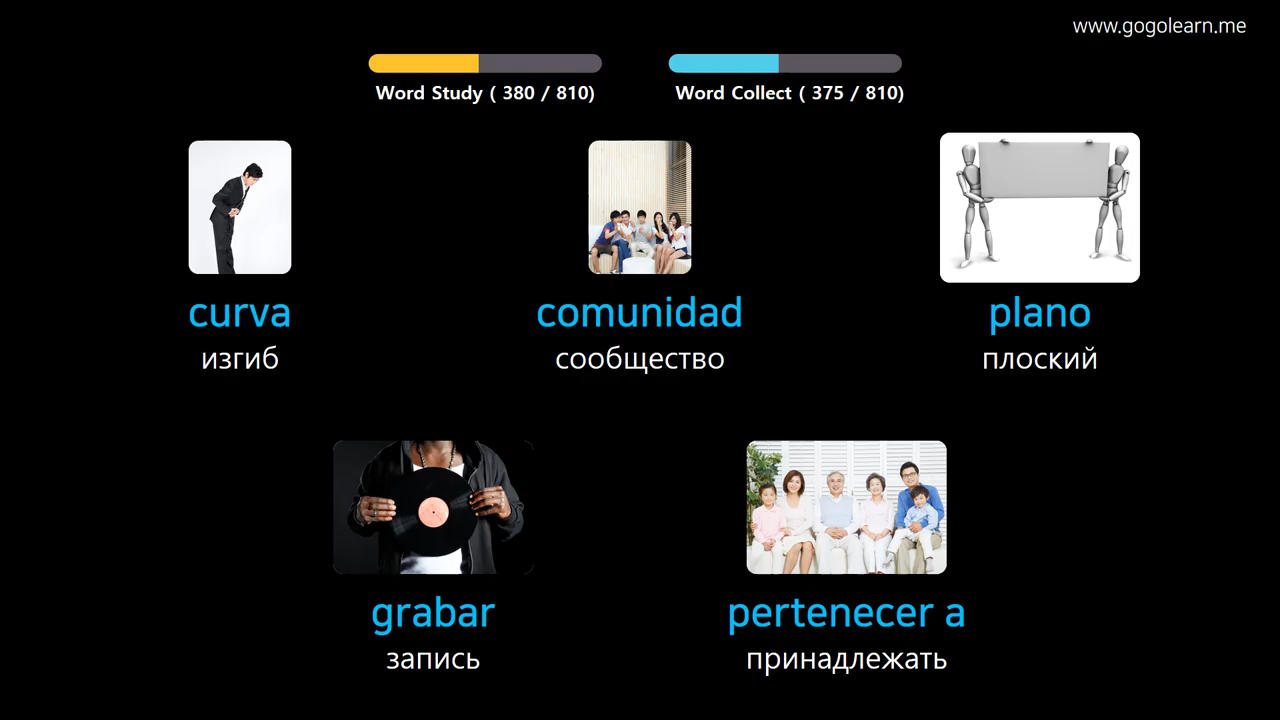 www.gogolearn.me
Word Study ( 380 / 810)
Word Collect ( 375 / 810)
curva
изгиб
comunidad
сообщество
plano
плоский
grabar
запись
pertenecer a
принадлежать